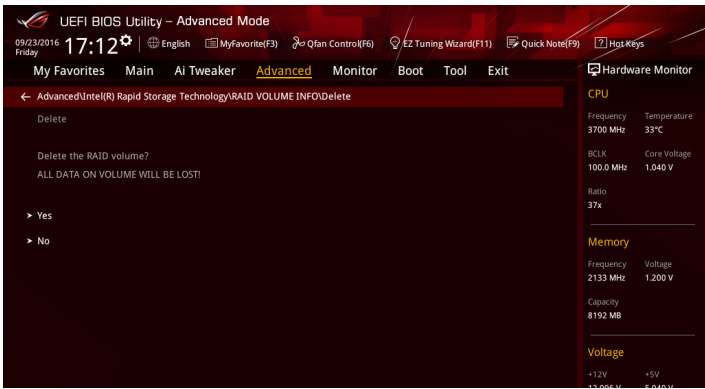 UEFI BIOS Utility – Advanced Mode
09/23/2016 Friday 17:12 English MyFavorite(F3) Qfan Control(F6) EZ Tuning Wizard(F11) Quick Note(F9) ? Hot Keys
My Favorites Main Ai Tweaker Advanced Monitor Boot Tool Exit
← Advanced\Intel(R) Rapid Storage Technology\RAID VOLUME INFO\Delete
Delete
Delete the RAID volume?
ALL DATA ON VOLUME WILL BE LOST!
➤ Yes
➤ No
Hardware Monitor
CPU
Frequency Temperature
3700 MHz 33°C
BCLK Core Voltage
100.0 MHz 1.040 V
Ratio
37x
Memory
Frequency Voltage
2133 MHz 1.200 V
Capacity
8192 MB
Voltage
+12V +5V
12.096 V 5.040 V